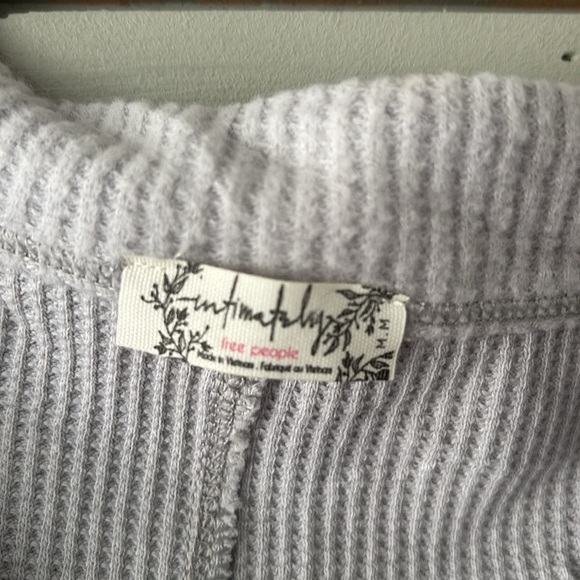 intimately
free people
Made in Vietnam . Fabriqué au Vietnam
M.M